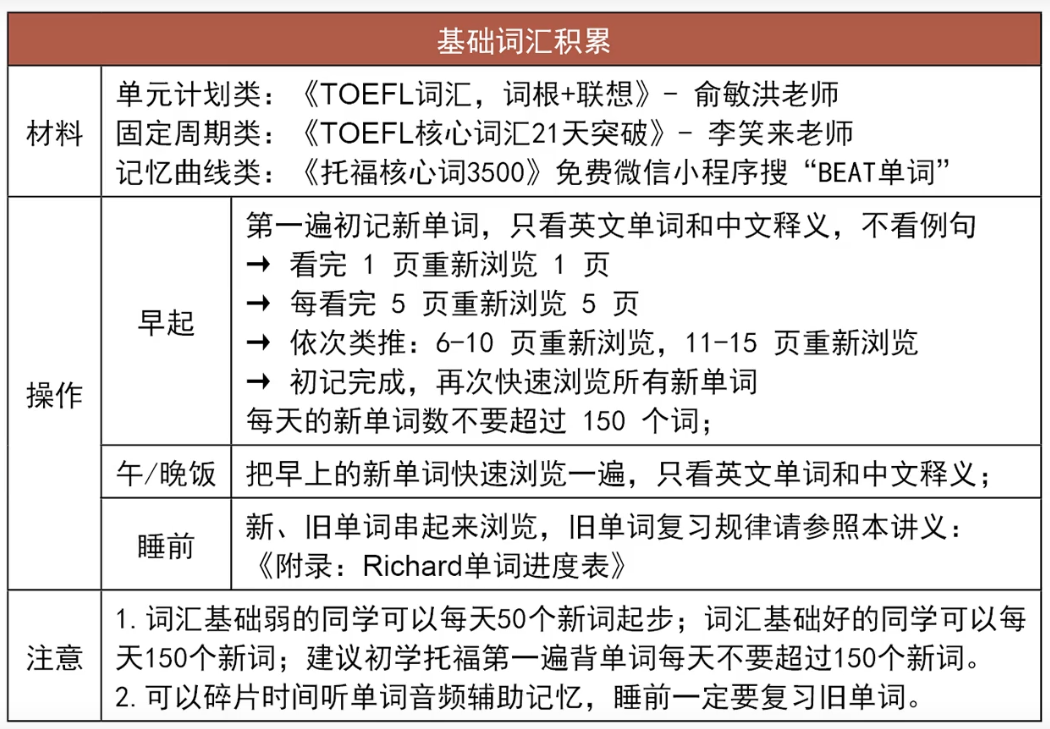 基础词汇积累
材料
单元计划类：《TOEFL词汇，词根+联想》- 俞敏洪老师
固定周期类：《TOEFL核心词汇21天突破》- 李笑来老师
记忆曲线类：《托福核心词3500》免费微信小程序搜“BEAT单词”
操作
早起
第一遍初记新单词，只看英文单词和中文释义，不看例句
→ 看完 1 页重新浏览 1 页
→ 每看完 5 页重新浏览 5 页
→ 依次类推：6-10 页重新浏览，11-15 页重新浏览
→ 初记完成，再次快速浏览所有新单词
每天的新单词数不要超过 150 个词；
午/晚饭
把早上的新单词快速浏览一遍，只看英文单词和中文释义；
睡前
新、旧单词串起来浏览，旧单词复习规律请参照本讲义：
《附录：Richard单词进度表》
注意
1. 词汇基础弱的同学可以每天50个新词起步；词汇基础好的同学可以每
天150个新词；建议初学托福第一遍背单词每天不要超过150个新词。
2. 可以碎片时间听单词音频辅助记忆，睡前一定要复习旧单词。